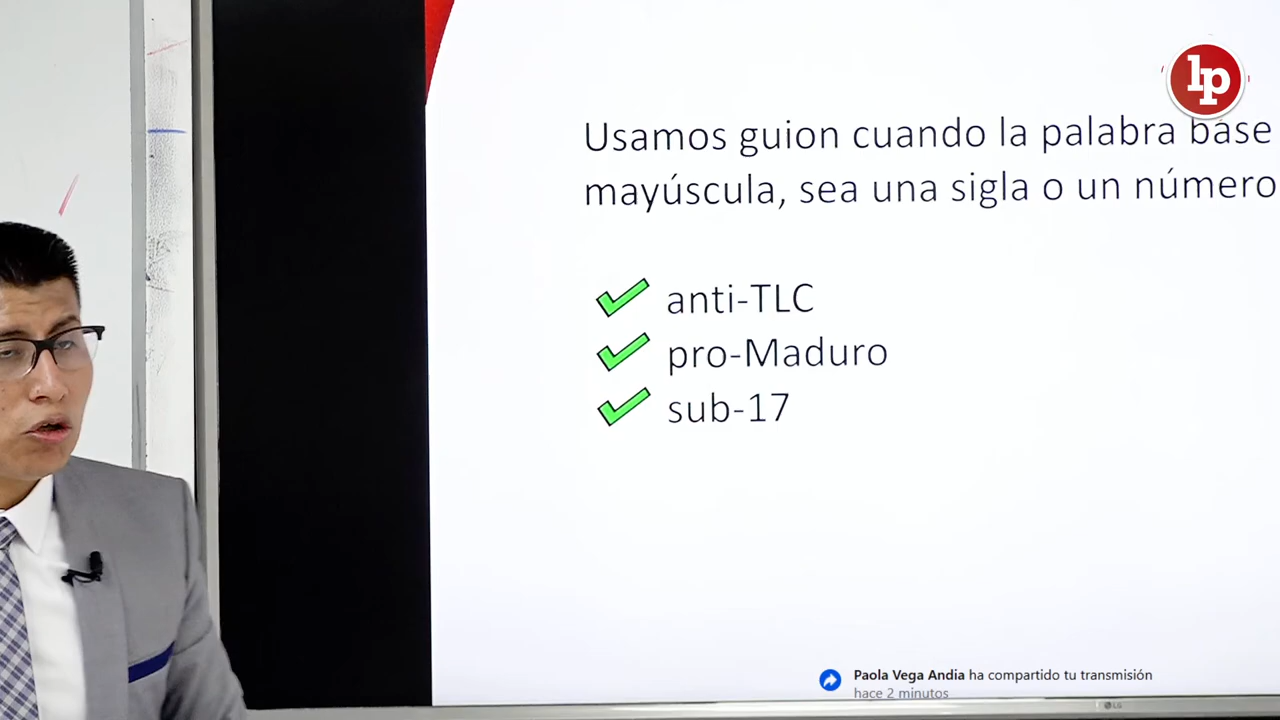 lp
Usamos guion cuando la palabra base
mayúscula, sea una sigla o un número
anti-TLC
pro-Maduro
sub-17
Paola Vega Andia ha compartido tu transmisión
hace 2 minutos
LG